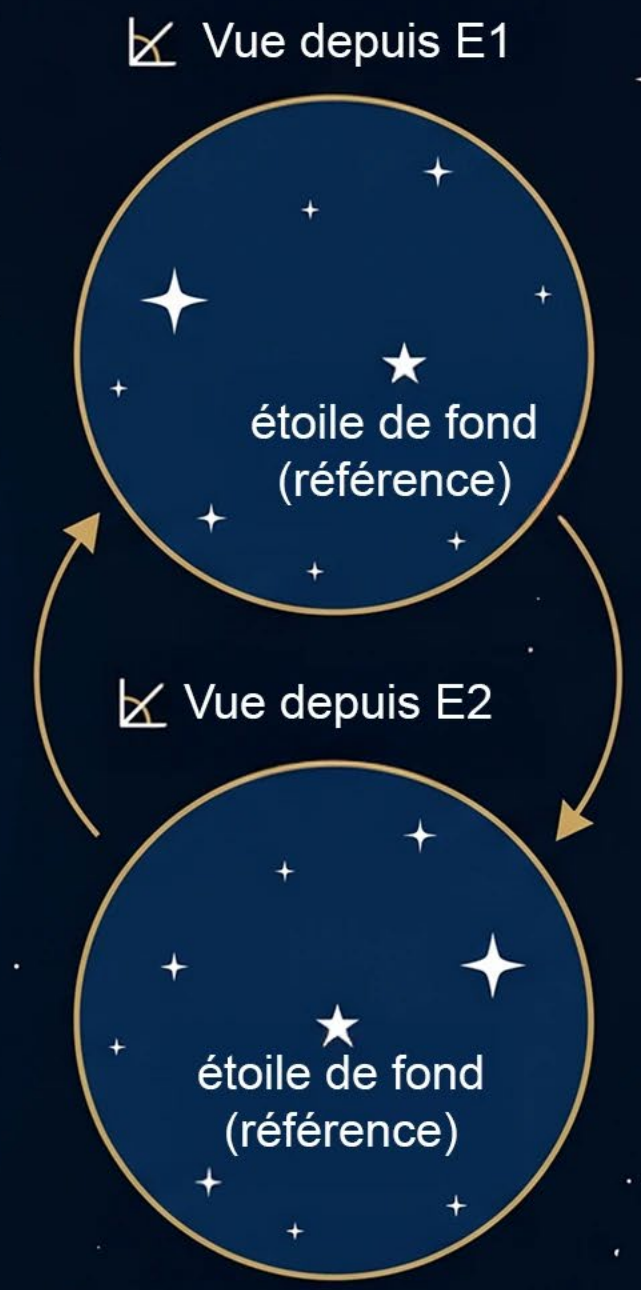 Vue depuis E1
étoile de fond
(référence)
Vue depuis E2
étoile de fond
(référence)